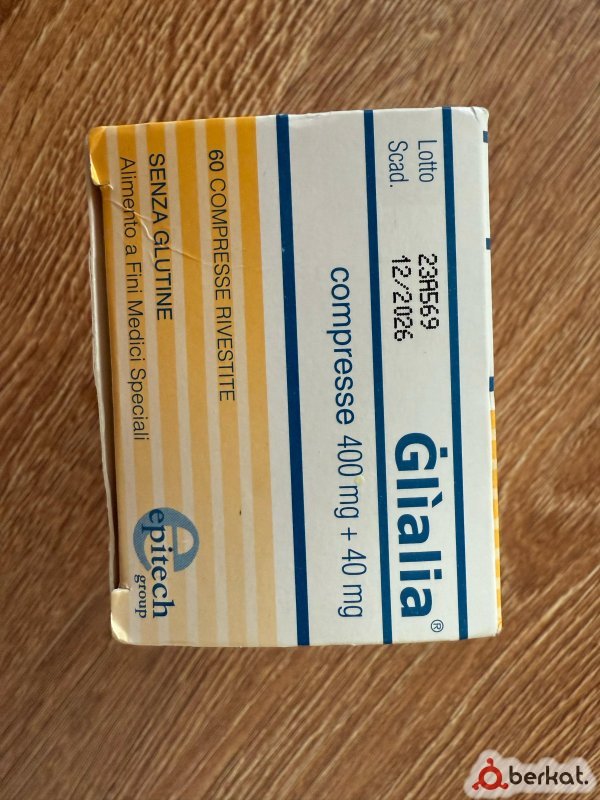 Lotto 23A569
Scad. 12/2026
Glìalia®
compresse 400 mg + 40 mg
60 COMPRESSE RIVESTITE
SENZA GLUTINE
Alimento a Fini Medici Speciali
epitech
group
berkat.